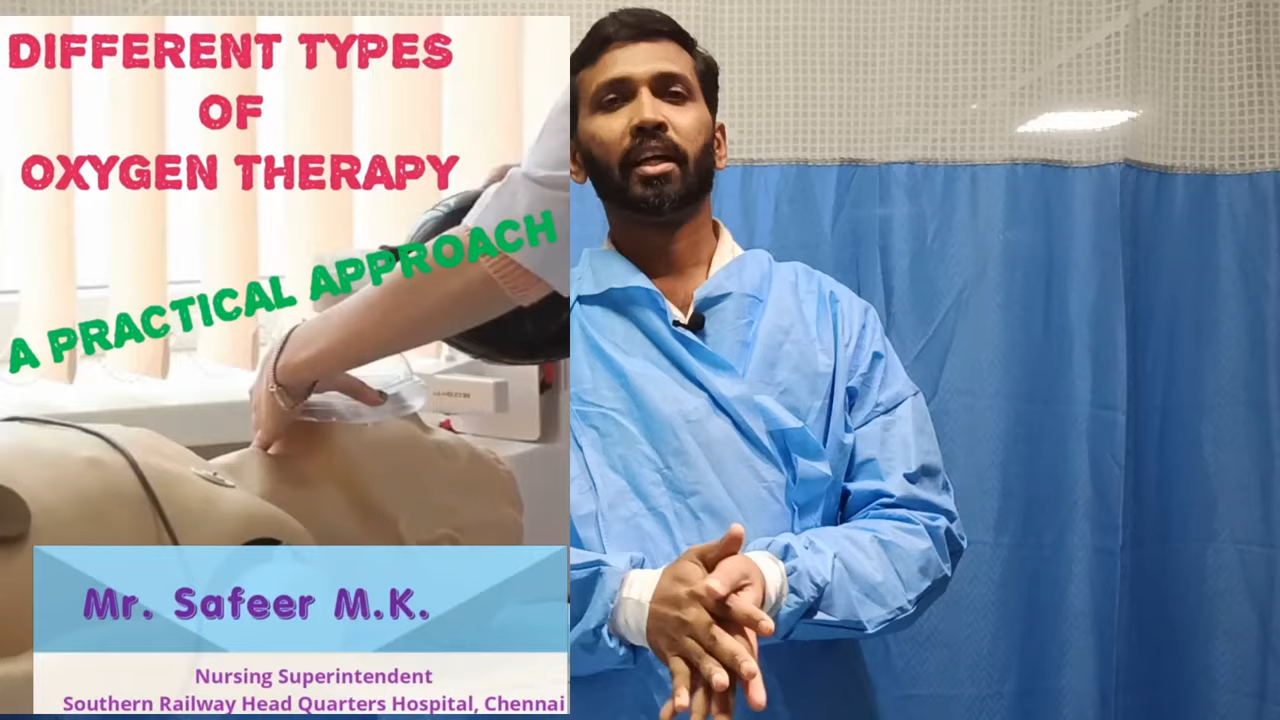 DIFFERENT TYPES
OF
OXYGEN THERAPY
A PRACTICAL APPROACH
Mr. Safeer M.K.
Nursing Superintendent
Southern Railway Head Quarters Hospital, Chennai